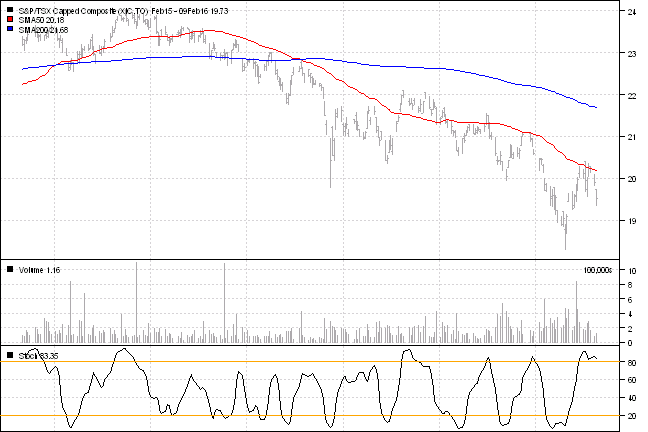 S&P/TSX Capped Composite (XIC.TO) Feb15 - 09Feb16 19.73
SMA50 20.18
SMA200 21.68
24
23
22
21
20
19
Volume 1.16
100,000s
10
8
6
4
2
0
Stoch 83.35
80
60
40
20